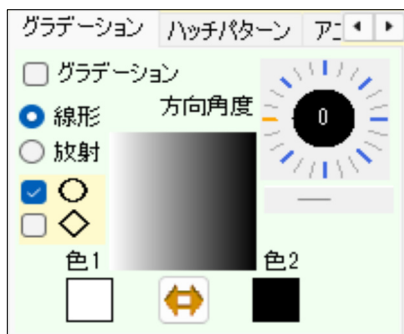 グラデーション ハッチパターン
グラデーション
線形 方向角度
0
放射
色1 色2